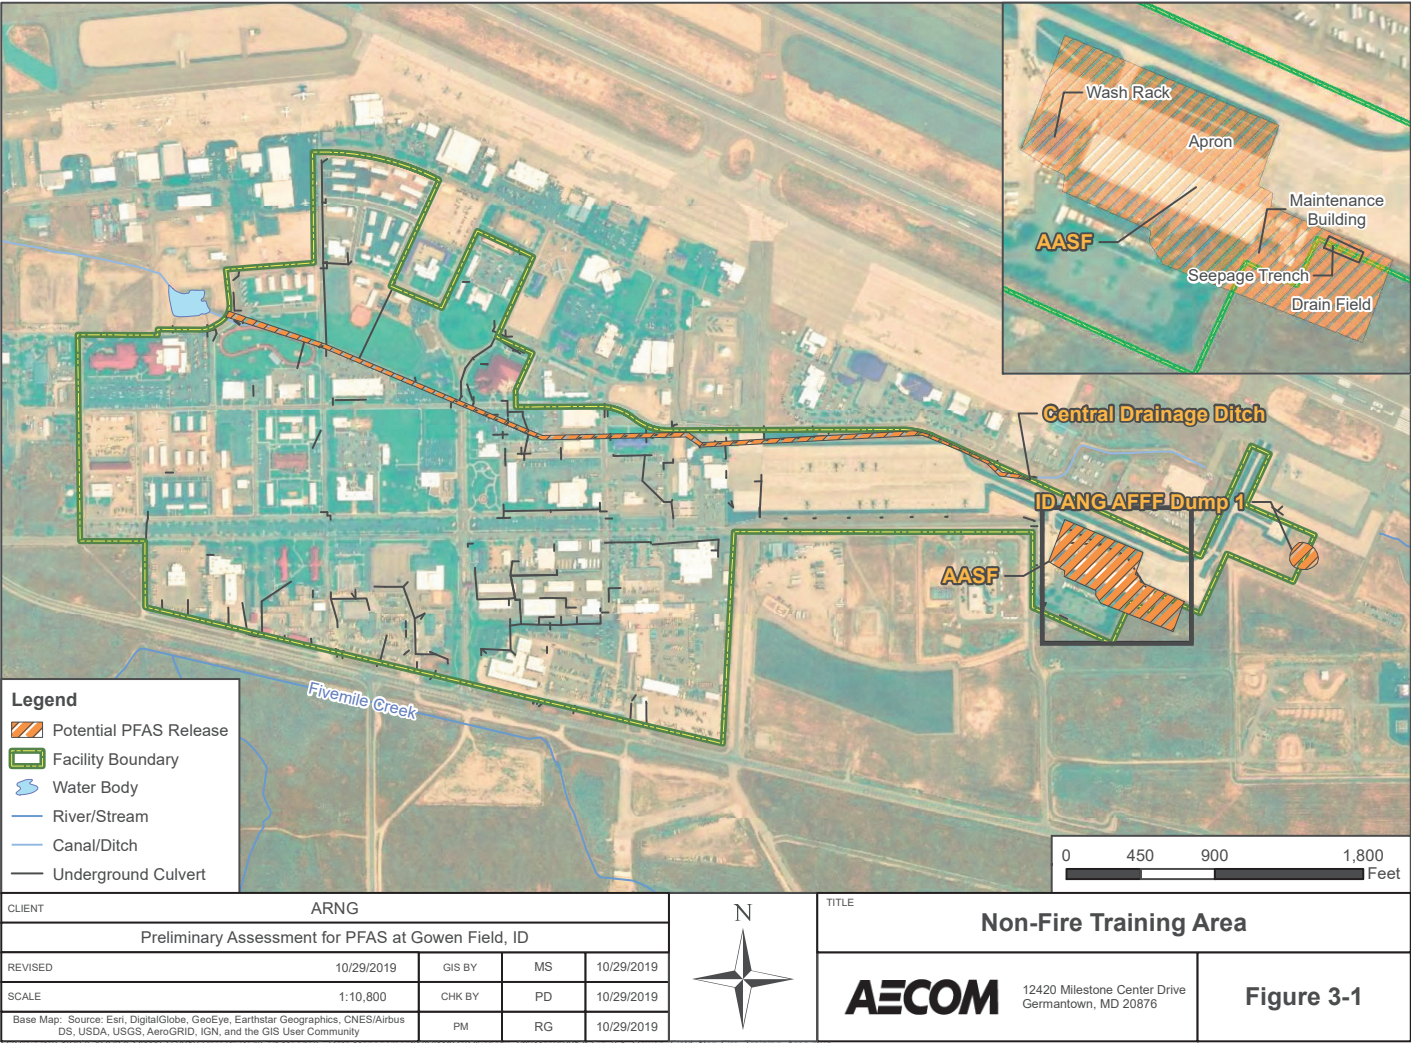 Wash Rack
Apron
Maintenance
Building
AASF
Seepage Trench
Drain Field
Central Drainage Ditch
ID ANG AFFF Dump 1
AASF
Fivemile Creek
Legend
Potential PFAS Release
Facility Boundary
Water Body
River/Stream
Canal/Ditch
Underground Culvert
0 450 900 1,800
Feet
CLIENT ARNG
Preliminary Assessment for PFAS at Gowen Field, ID
REVISED 10/29/2019 GIS BY MS 10/29/2019
SCALE 1:10,800 CHK BY PD 10/29/2019
Base Map: Source: Esri, DigitalGlobe, GeoEye, Earthstar Geographics, CNES/Airbus
DS, USDA, USGS, AeroGRID, IGN, and the GIS User Community
PM RG 10/29/2019
N
TITLE
Non-Fire Training Area
AECOM
12420 Milestone Center Drive
Germantown, MD 20876
Figure 3-1